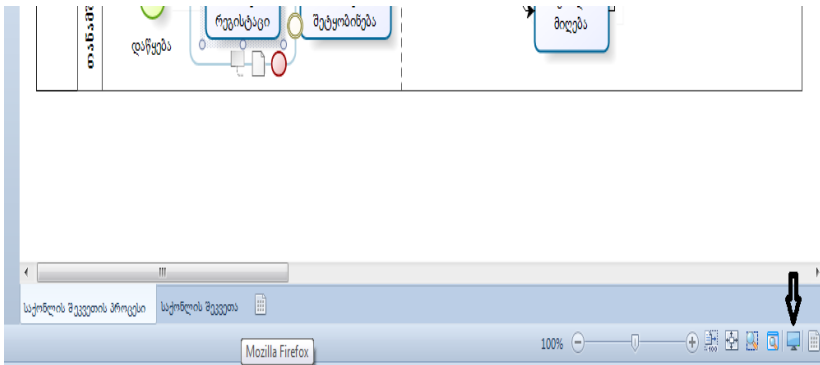 რეგისტაცი
შეტყობინება
მიღება
დაწყება
საქონლის შეკვეთის პროცესი
საქონლის შეკვეთა
100%
Mozilla Firefox